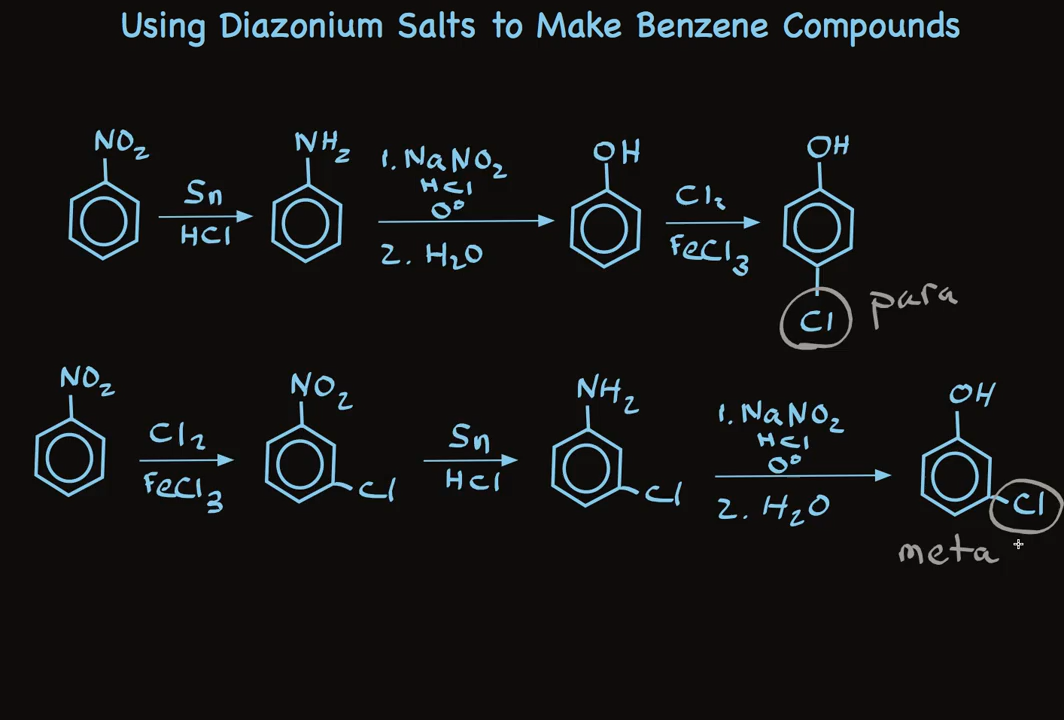 Using Diazonium Salts to Make Benzene Compounds
NO2 NH2 1. NaNO2 OH OH
Sn HCl Cl2
HCl 0° FeCl3
2. H2O
Cl para
NO2 NO2 NH2 1. NaNO2 OH
Cl2 Sn HCl
FeCl3 HCl 0°
Cl Cl 2. H2O Cl
meta